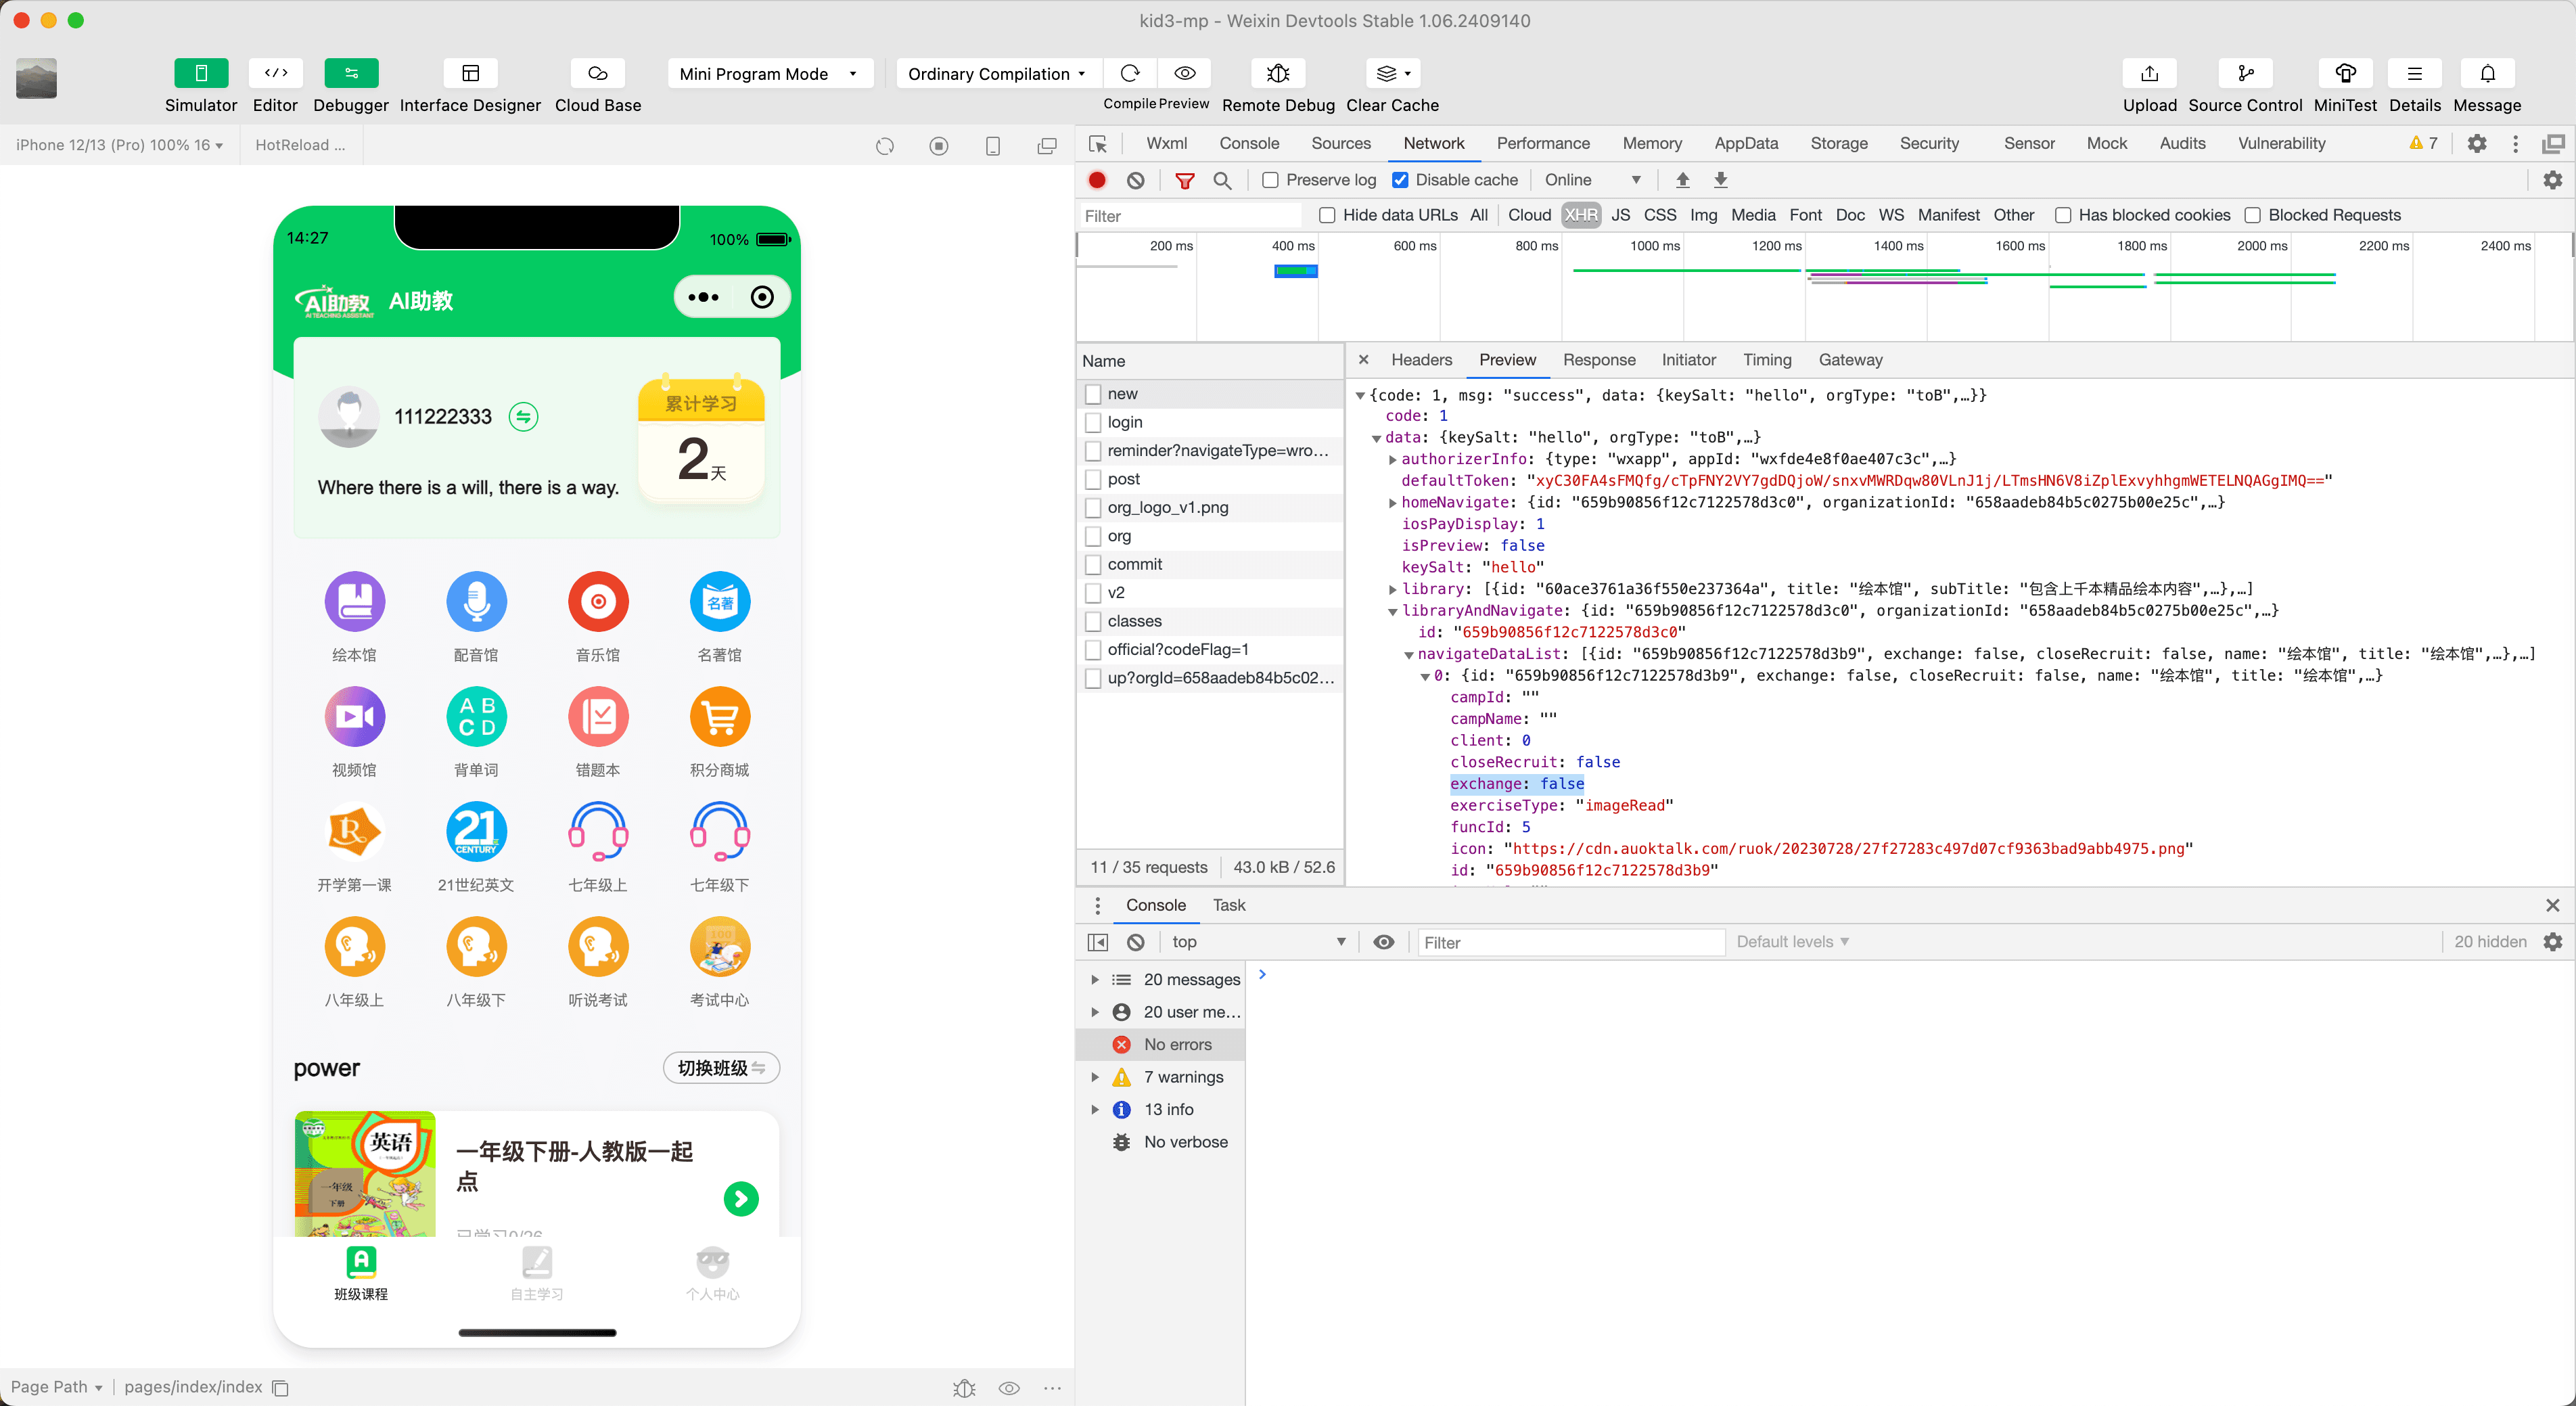 kid3-mp - Weixin Devtools Stable 1.06.2409140
Simulator
Editor
Debugger
Interface Designer
Cloud Base
Mini Program Mode
Ordinary Compilation
Compile
Preview
Remote Debug
Clear Cache
Upload
Source Control
MiniTest
Details
Message
iPhone 12/13 (Pro) 100% 16
HotReload ...
14:27
100%
AI助教
AI TEACHING ASSISTANT
AI助教
111222333
累计学习
2天
Where there is a will, there is a way.
名著
绘本馆
配音馆
音乐馆
名著馆
A B
C D
视频馆
背单词
错题本
积分商城
R
21
CENTURY
开学第一课
21世纪英文
七年级上
七年级下
100
八年级上
八年级下
听说考试
考试中心
power
切换班级
英语
一年级
下册
一年级下册-人教版一起
点
已学习0/26
A
班级课程
自主学习
个人中心
Page Path
pages/index/index
Wxml
Console
Sources
Network
Performance
Memory
AppData
Storage
Security
Sensor
Mock
Audits
Vulnerability
7
Preserve log
Disable cache
Online
Filter
Hide data URLs
All
Cloud
XHR
JS
CSS
Img
Media
Font
Doc
WS
Manifest
Other
Has blocked cookies
Blocked Requests
200 ms
400 ms
600 ms
800 ms
1000 ms
1200 ms
1400 ms
1600 ms
1800 ms
2000 ms
2200 ms
2400 ms
Name
new
login
reminder?navigateType=wro…
post
org_logo_v1.png
org
commit
v2
classes
official?codeFlag=1
up?orgId=658aadeb84b5c02…
11 / 35 requests
43.0 kB / 52.6
Headers
Preview
Response
Initiator
Timing
Gateway
{code: 1, msg: "success", data: {keySalt: "hello", orgType: "toB",…}}
code: 1
data: {keySalt: "hello", orgType: "toB",…}
authorizerInfo: {type: "wxapp", appId: "wxfde4e8f0ae407c3c",…}
defaultToken: "xyC30FA4sFMQfg/cTpFNY2VY7gdDQjoW/snxvMWRDqw80VLnJ1j/LTmsHN6V8iZplExvyhhgmWETELNQAGgIMQ=="
homeNavigate: {id: "659b90856f12c7122578d3c0", organizationId: "658aadeb84b5c0275b00e25c",…}
iosPayDisplay: 1
isPreview: false
keySalt: "hello"
library: [{id: "60ace3761a36f550e237364a", title: "绘本馆", subTitle: "包含上千本精品绘本内容",…},…]
libraryAndNavigate: {id: "659b90856f12c7122578d3c0", organizationId: "658aadeb84b5c0275b00e25c",…}
id: "659b90856f12c7122578d3c0"
navigateDataList: [{id: "659b90856f12c7122578d3b9", exchange: false, closeRecruit: false, name: "绘本馆", title: "绘本馆",…},…]
0: {id: "659b90856f12c7122578d3b9", exchange: false, closeRecruit: false, name: "绘本馆", title: "绘本馆",…}
campId: ""
campName: ""
client: 0
closeRecruit: false
exchange: false
exerciseType: "imageRead"
funcId: 5
icon: "https://cdn.auoktalk.com/ruok/20230728/27f27283c497d07cf9363bad9abb4975.png"
id: "659b90856f12c7122578d3b9"
Console
Task
top
Filter
Default levels
20 hidden
20 messages
20 user me…
No errors
7 warnings
13 info
No verbose